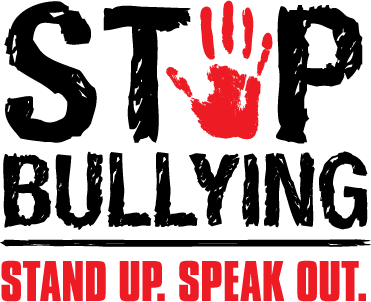 STOP
BULLYING
STAND UP. SPEAK OUT.